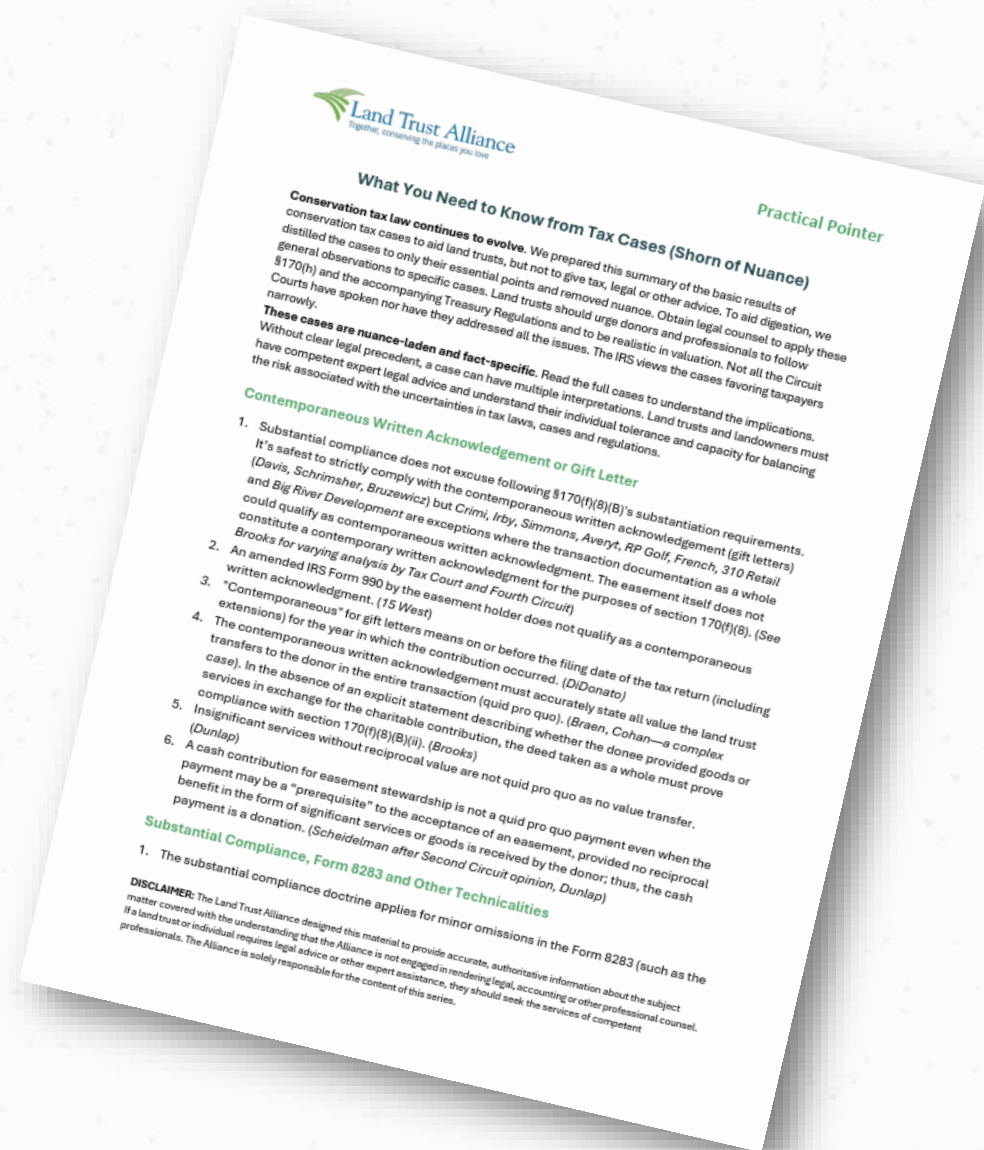 Land Trust Alliance
Together, conserving the places you love
Practical Pointer
What You Need to Know from Tax Cases (Shorn of Nuance)
Conservation tax law continues to evolve. We prepared this summary of the basic results of
conservation tax cases to aid land trusts, but not to give tax, legal or other advice. To aid digestion, we
distilled the cases to only their essential points and removed nuance. Obtain legal counsel to apply these
general observations to specific cases. Land trusts should urge donors and professionals to follow
§170(h) and the accompanying Treasury Regulations and to be realistic in valuation. Not all the Circuit
Courts have spoken nor have they addressed all the issues. The IRS views the cases favoring taxpayers
narrowly.
These cases are nuance-laden and fact-specific. Read the full cases to understand the implications.
Without clear legal precedent, a case can have multiple interpretations. Land trusts and landowners must
have competent expert legal advice and understand their individual tolerance and capacity for balancing
the risk associated with the uncertainties in tax laws, cases and regulations.
Contemporaneous Written Acknowledgement or Gift Letter
1. Substantial compliance does not excuse following §170(f)(8)(B)'s substantiation requirements.
It's safest to strictly comply with the contemporaneous written acknowledgement (gift letters)
(Davis, Schrimsher, Bruzewicz) but Crimi, Irby, Simmons, Averyt, RP Golf, French, 310 Retail
and Big River Development are exceptions where the transaction documentation as a whole
could qualify as contemporaneous written acknowledgment. The easement itself does not
constitute a contemporary written acknowledgment for the purposes of section 170(f)(8). (See
Brooks for varying analysis by Tax Court and Fourth Circuit)
2. An amended IRS Form 990 by the easement holder does not qualify as a contemporaneous
written acknowledgment. (15 West)
3. "Contemporaneous" for gift letters means on or before the filing date of the tax return (including
extensions) for the year in which the contribution occurred. (DiDonato)
4. The contemporaneous written acknowledgement must accurately state all value the land trust
transfers to the donor in the entire transaction (quid pro quo). (Braen, Cohan—a complex
case). In the absence of an explicit statement describing whether the donee provided goods or
services in exchange for the charitable contribution, the deed taken as a whole must prove
compliance with section 170(f)(8)(B)(ii). (Brooks)
5. Insignificant services without reciprocal value are not quid pro quo as no value transfer.
(Dunlap)
6. A cash contribution for easement stewardship is not a quid pro quo payment even when the
payment may be a "prerequisite" to the acceptance of an easement, provided no reciprocal
benefit in the form of significant services or goods is received by the donor; thus, the cash
payment is a donation. (Scheidelman after Second Circuit opinion, Dunlap)
Substantial Compliance, Form 8283 and Other Technicalities
1. The substantial compliance doctrine applies for minor omissions in the Form 8283 (such as the
DISCLAIMER: The Land Trust Alliance designed this material to provide accurate, authoritative information about the subject
matter covered with the understanding that the Alliance is not engaged in rendering legal, accounting or other professional counsel.
If a land trust or individual requires legal advice or other expert assistance, they should seek the services of competent
professionals. The Alliance is solely responsible for the content of this series.